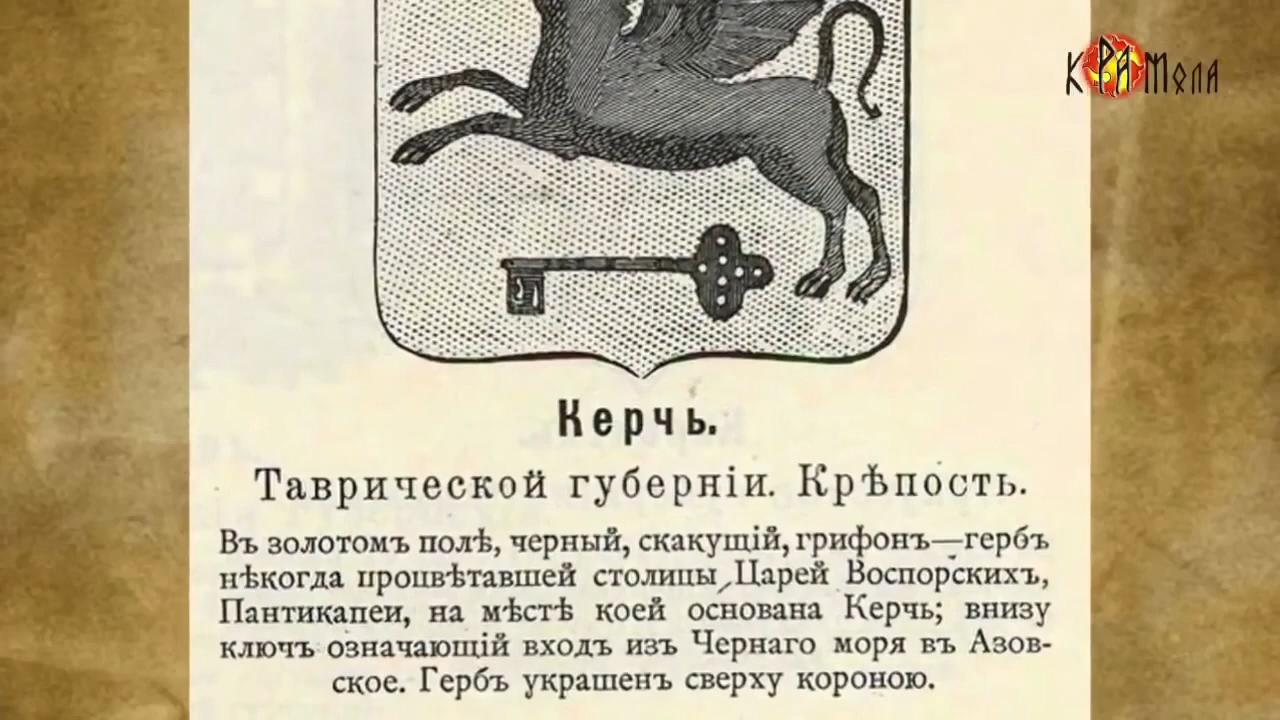 КРАМОЛА
Керчь.
Таврической губерніи. Крѣпость.
Въ золотомъ полѣ, черный, скакущій, грифонъ—гербъ
нѣкогда процвѣтавшей столицы Царей Воспорскихъ,
Пантикапеи, на мѣстѣ коей основана Керчь; внизу
ключъ означающій входъ изъ Чернаго моря въ Азов-
ское. Гербъ украшенъ сверху короною.